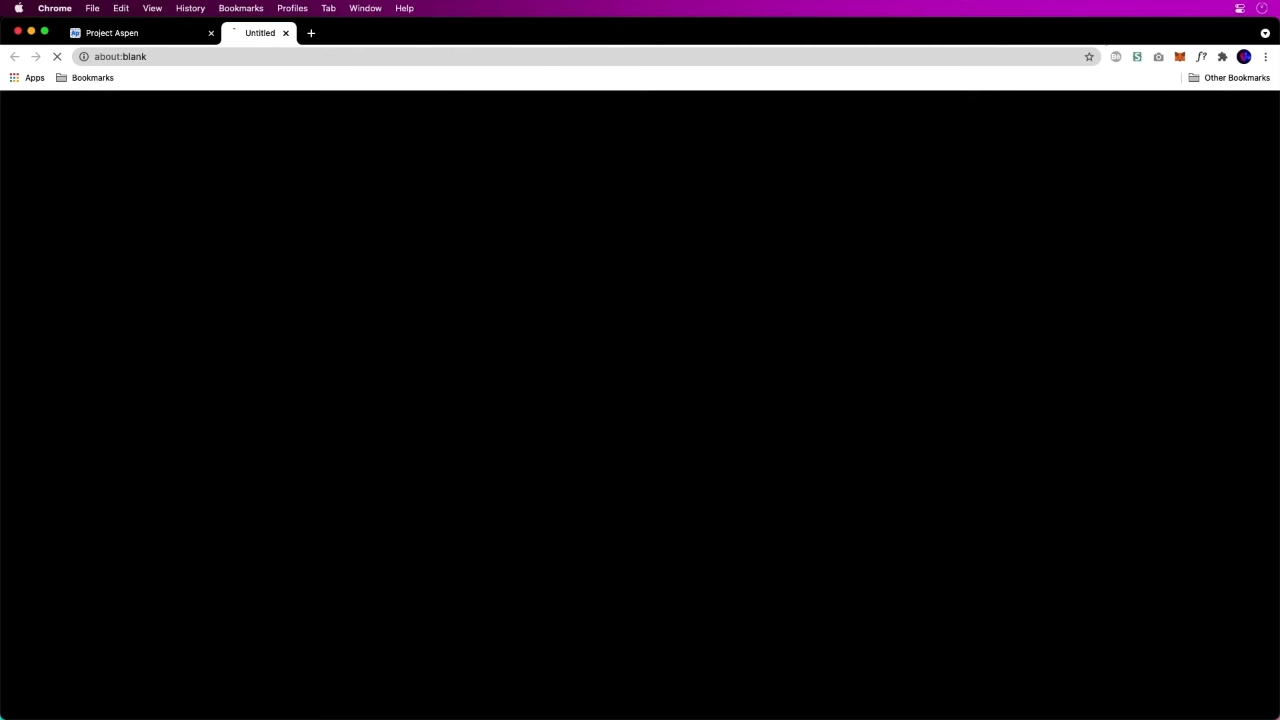 Chrome File Edit View History Bookmarks Profiles Tab Window Help
Ap Project Aspen Untitled
about:blank f?
Apps Bookmarks Other Bookmarks